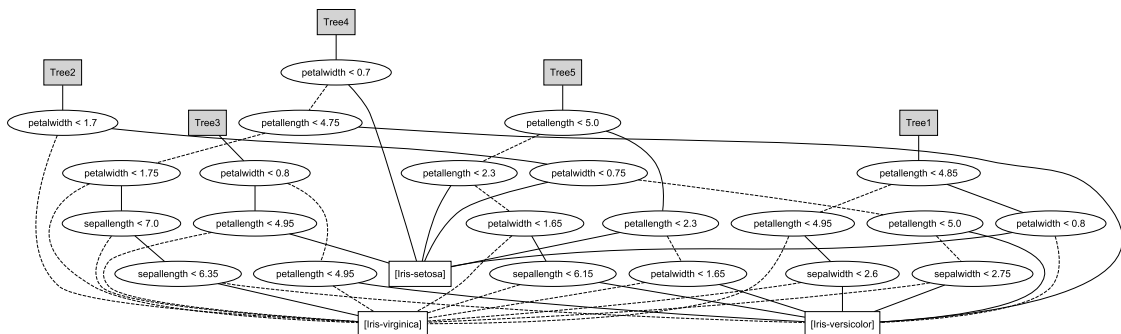 Tree4
petalwidth < 0.7
Tree2
Tree5
petalwidth < 1.7
Tree3
petallength < 4.75
petallength < 5.0
Tree1
petalwidth < 1.75
petalwidth < 0.8
petallength < 2.3
petalwidth < 0.75
petallength < 4.85
sepallength < 7.0
petallength < 4.95
petalwidth < 1.65
petallength < 2.3
petallength < 4.95
petallength < 5.0
petalwidth < 0.8
sepallength < 6.35
petallength < 4.95
[Iris-setosa]
sepallength < 6.15
petalwidth < 1.65
sepalwidth < 2.6
sepalwidth < 2.75
[Iris-virginica]
[Iris-versicolor]